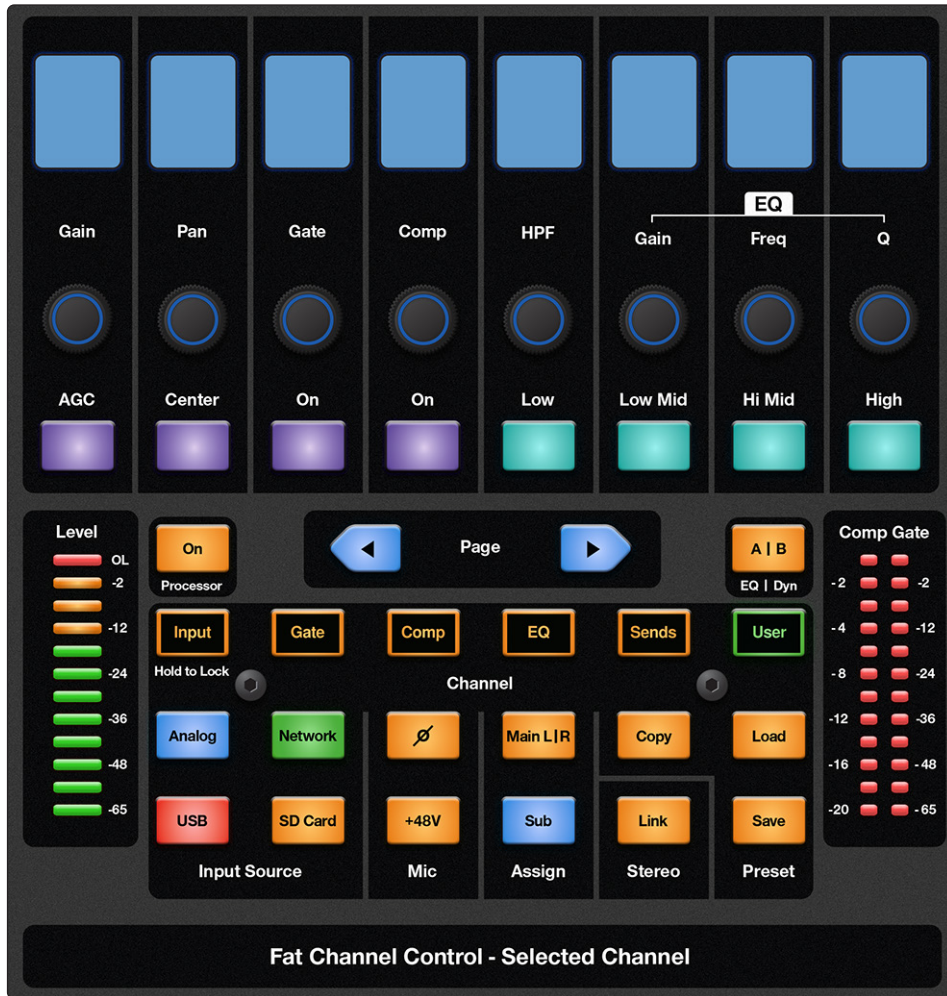 EQ
Gain Pan Gate Comp HPF Gain Freq Q
AGC Center On On Low Low Mid Hi Mid High
Level
OL
-2
-12
-24
-36
-48
-65
On
Processor
Page
A | B
EQ | Dyn
Comp Gate
-2 -2
-4 -12
-8 -24
-12 -36
-16 -48
-20 -65
Input Gate Comp EQ Sends User
Hold to Lock
Channel
Analog Network Ø Main L|R Copy Load
USB SD Card +48V Sub Link Save
Input Source Mic Assign Stereo Preset
Fat Channel Control - Selected Channel